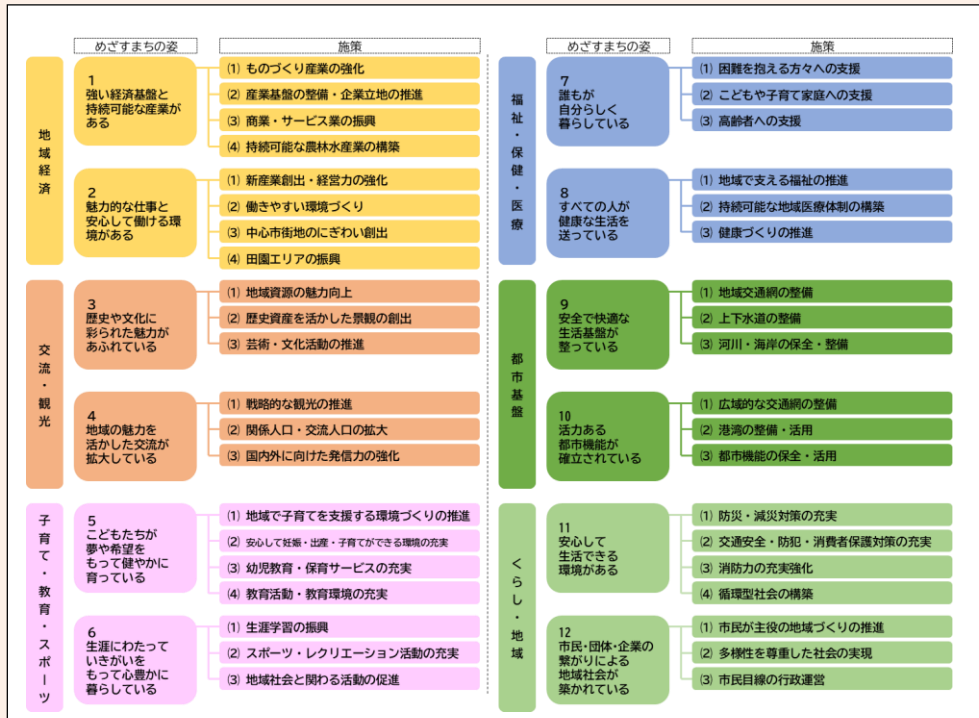 めざすまちの姿
施策
地域経済
1
強い経済基盤と
持続可能な産業が
ある
⑴ ものづくり産業の強化
⑵ 産業基盤の整備・企業立地の推進
⑶ 商業・サービス業の振興
⑷ 持続可能な農林水産業の構築
2
魅力的な仕事と
安心して働ける環
境がある
⑴ 新産業創出・経営力の強化
⑵ 働きやすい環境づくり
⑶ 中心市街地のにぎわい創出
⑷ 田園エリアの振興
交流・観光
3
歴史や文化に
彩られた魅力が
あふれている
⑴ 地域資源の魅力向上
⑵ 歴史資産を活かした景観の創出
⑶ 芸術・文化活動の推進
4
地域の魅力を
活かした交流が
拡大している
⑴ 戦略的な観光の推進
⑵ 関係人口・交流人口の拡大
⑶ 国内外に向けた発信力の強化
子育て・教育・スポーツ
5
こどもたちが
夢や希望を
もって健やかに
育っている
⑴ 地域で子育てを支援する環境づくりの推進
⑵ 安心して妊娠・出産・子育てができる環境の充実
⑶ 幼児教育・保育サービスの充実
⑷ 教育活動・教育環境の充実
6
生涯にわたって
いきがいを
もって心豊かに
暮らしている
⑴ 生涯学習の振興
⑵ スポーツ・レクリエーション活動の充実
⑶ 地域社会と関わる活動の促進
めざすまちの姿
施策
福祉・保健・医療
7
誰もが
自分らしく
暮らしている
⑴ 困難を抱える方々への支援
⑵ こどもや子育て家庭への支援
⑶ 高齢者への支援
8
すべての人が
健康な生活を
送っている
⑴ 地域で支える福祉の推進
⑵ 持続可能な地域医療体制の構築
⑶ 健康づくりの推進
都市基盤
9
安全で快適な
生活基盤が
整っている
⑴ 地域交通網の整備
⑵ 上下水道の整備
⑶ 河川・海岸の保全・整備
10
活力ある
都市機能が
確立されている
⑴ 広域的な交通網の整備
⑵ 港湾の整備・活用
⑶ 都市機能の保全・活用
くらし・地域
11
安心して
生活できる
環境がある
⑴ 防災・減災対策の充実
⑵ 交通安全・防犯・消費者保護対策の充実
⑶ 消防力の充実強化
⑷ 循環型社会の構築
12
市民・団体・企業の
繋がりによる
地域社会が
築かれている
⑴ 市民が主役の地域づくりの推進
⑵ 多様性を尊重した社会の実現
⑶ 市民目線の行政運営